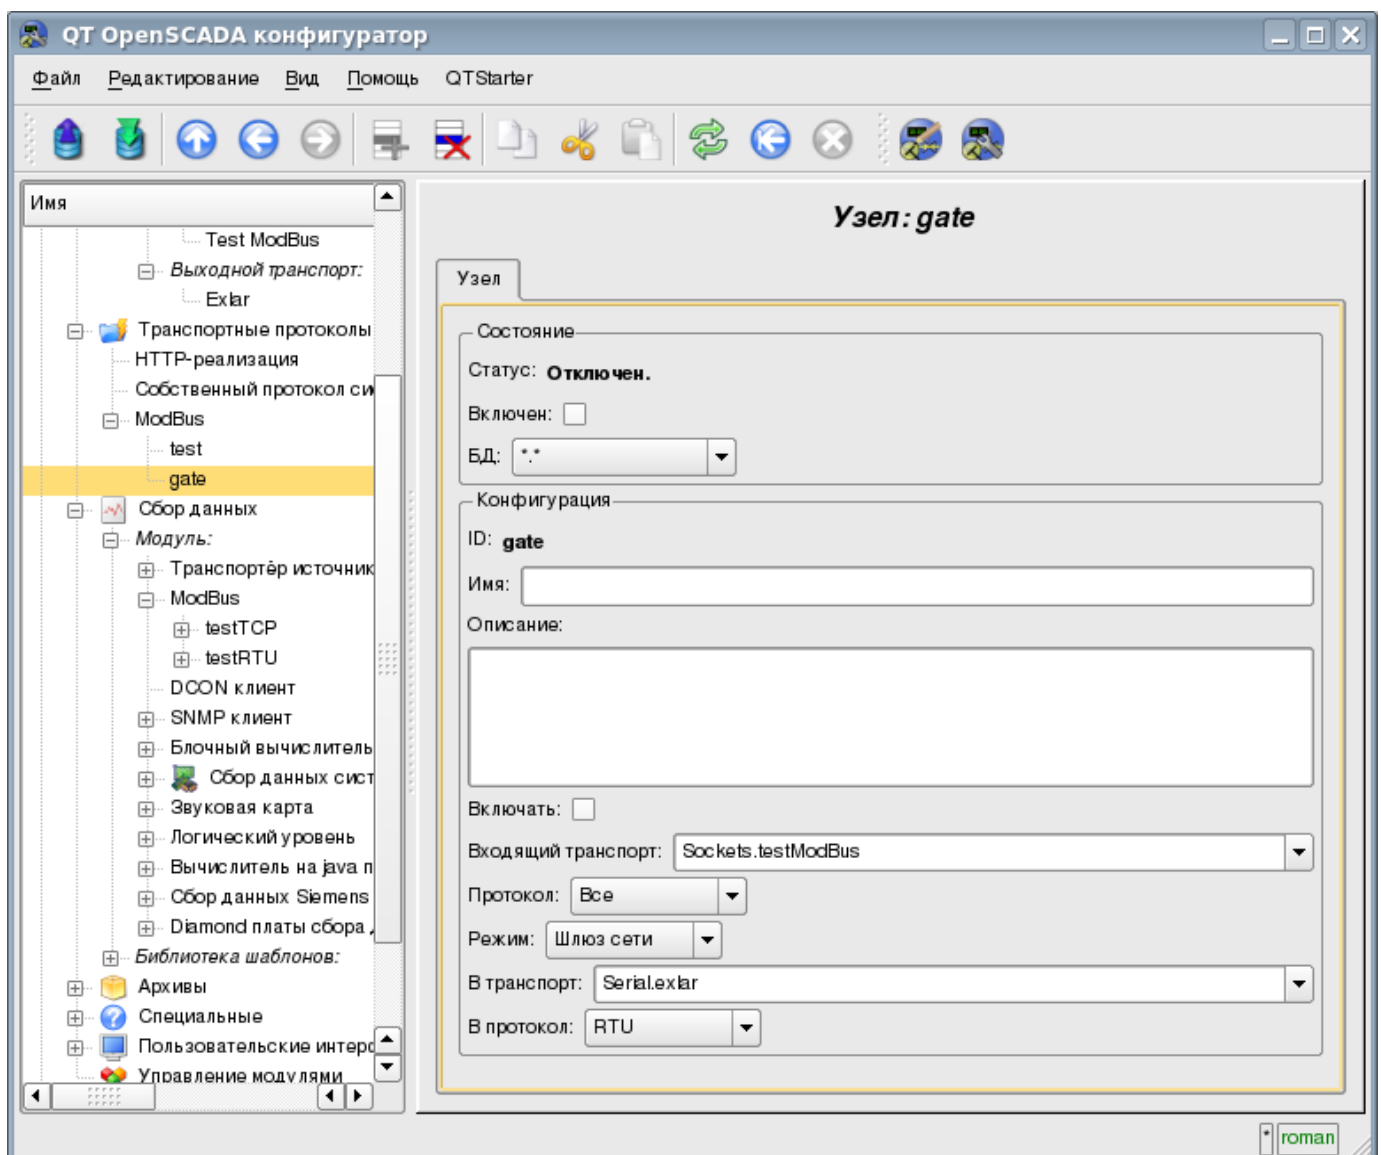 QT OpenSCADA конфигуратор
Файл Редактирование Вид Помощь QTStarter
Имя
Test ModBus
Выходной транспорт:
Exlar
Транспортные протоколы
HTTP-реализация
Собственный протокол си
ModBus
test
gate
Сбор данных
Модуль:
Транспортёр источник
ModBus
testTCP
testRTU
DCON клиент
SNMP клиент
Блочный вычислитель
Сбор данных сист
Звуковая карта
Логический уровень
Вычислитель на java п
Сбор данных Siemens
Diamond платы сбора
Библиотека шаблонов:
Архивы
Специальные
Пользовательские интерф
Управление модулями
Узел: gate
Узел
Состояние
Статус: Отключен.
Включен:
БД: *.*
Конфигурация
ID: gate
Имя:
Описание:
Включать:
Входящий транспорт: Sockets.testModBus
Протокол: Все
Режим: Шлюз сети
В транспорт: Serial.exlar
В протокол: RTU
* roman